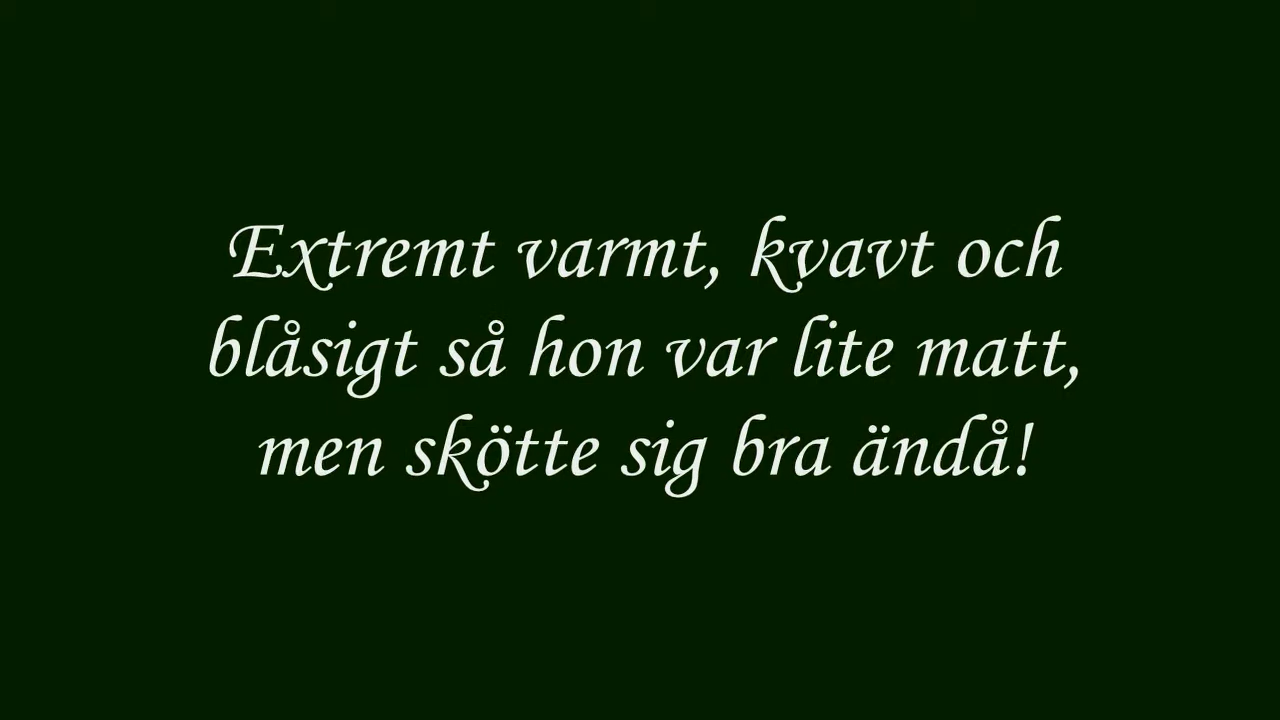 Extremt varmt, kvavt och
blåsigt så hon var lite matt,
men skötte sig bra ändå!